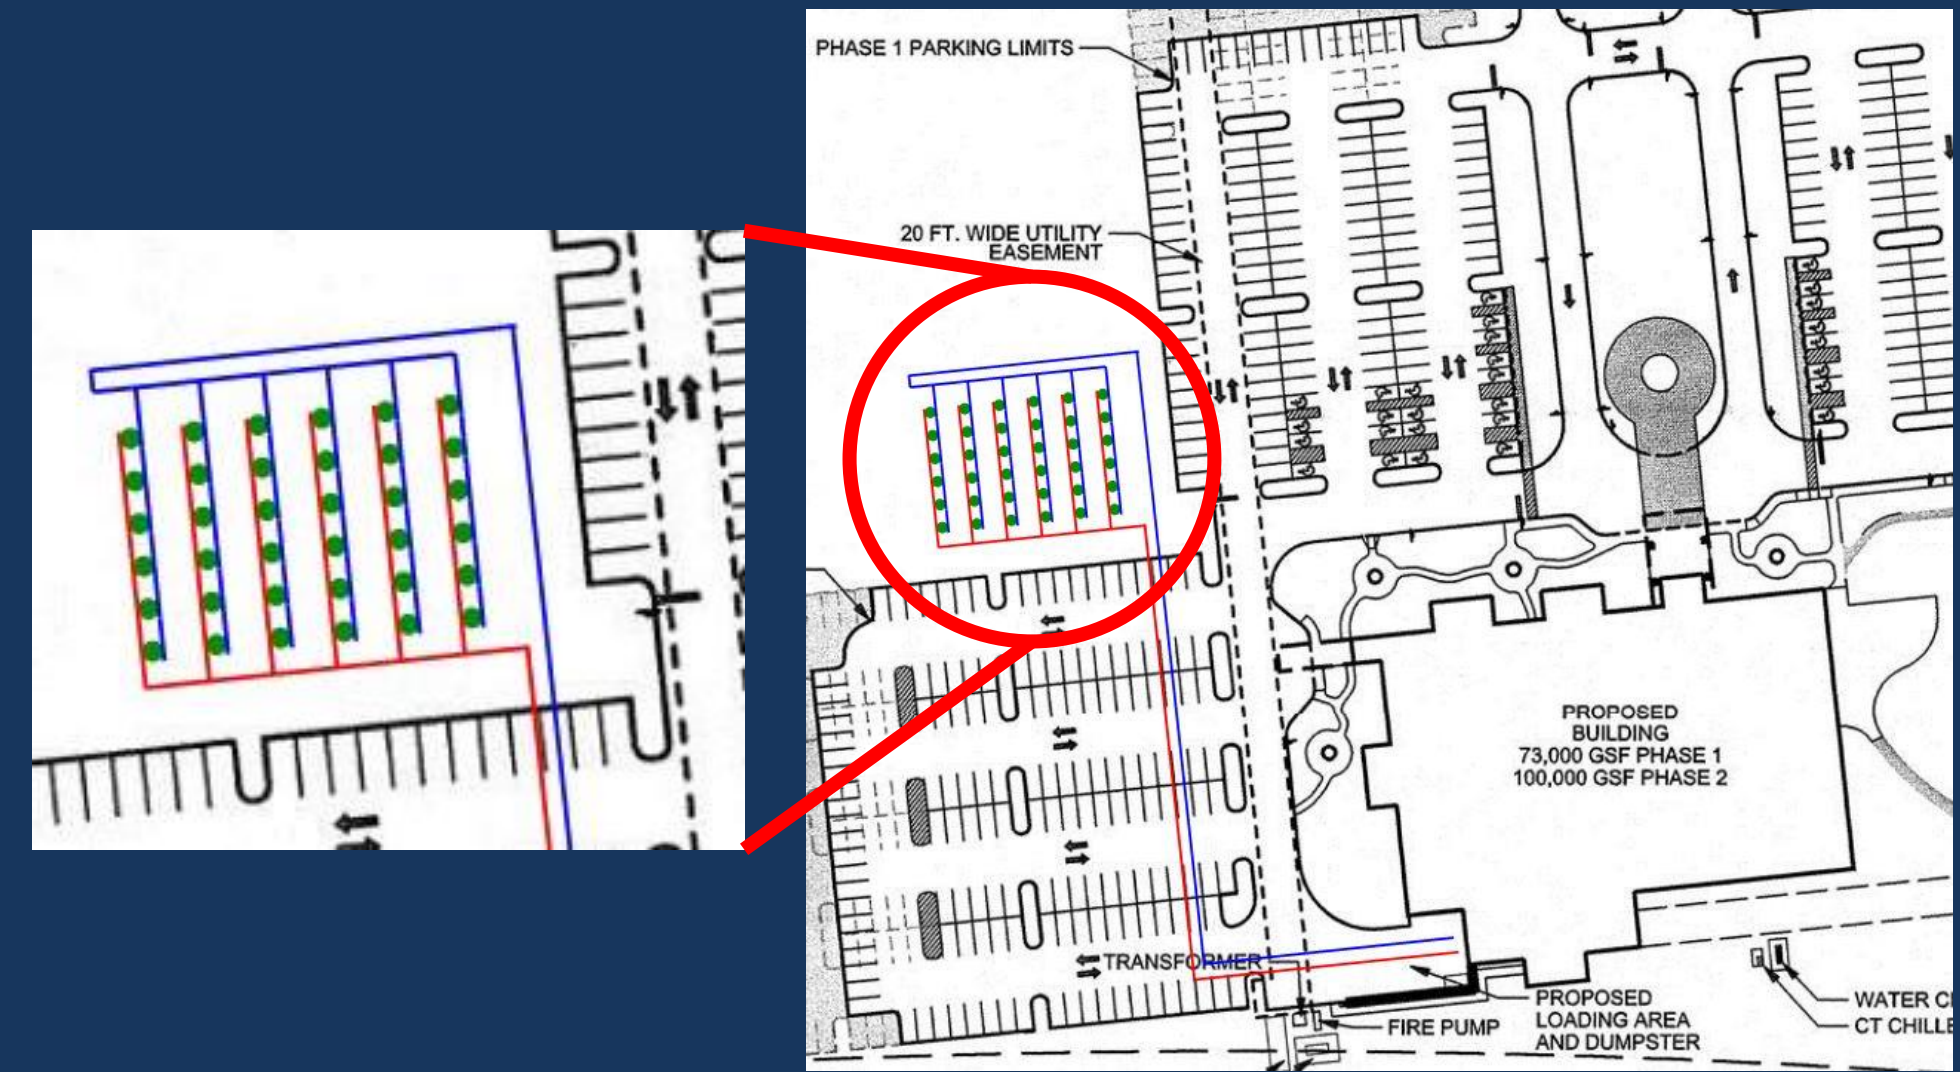 PHASE 1 PARKING LIMITS
20 FT. WIDE UTILITY
EASEMENT
PROPOSED
BUILDING
73,000 GSF PHASE 1
100,000 GSF PHASE 2
TRANSFORMER
FIRE PUMP
PROPOSED
LOADING AREA
AND DUMPSTER
WATER
CT